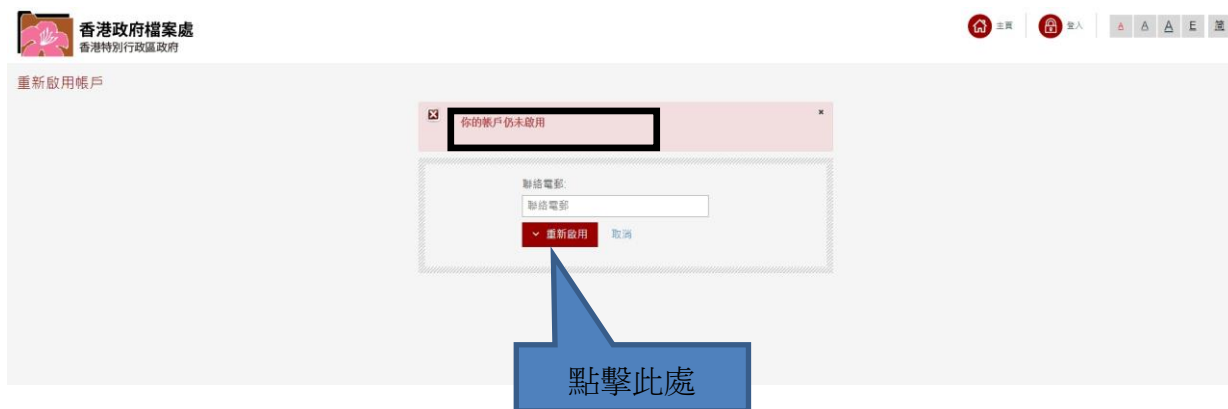 香港政府檔案處
香港特別行政區政府
主頁
登入
A A A E 简
重新啟用帳戶
你的帳戶仍未啟用
聯絡電郵:
聯絡電郵
重新啟用 取消
點擊此處